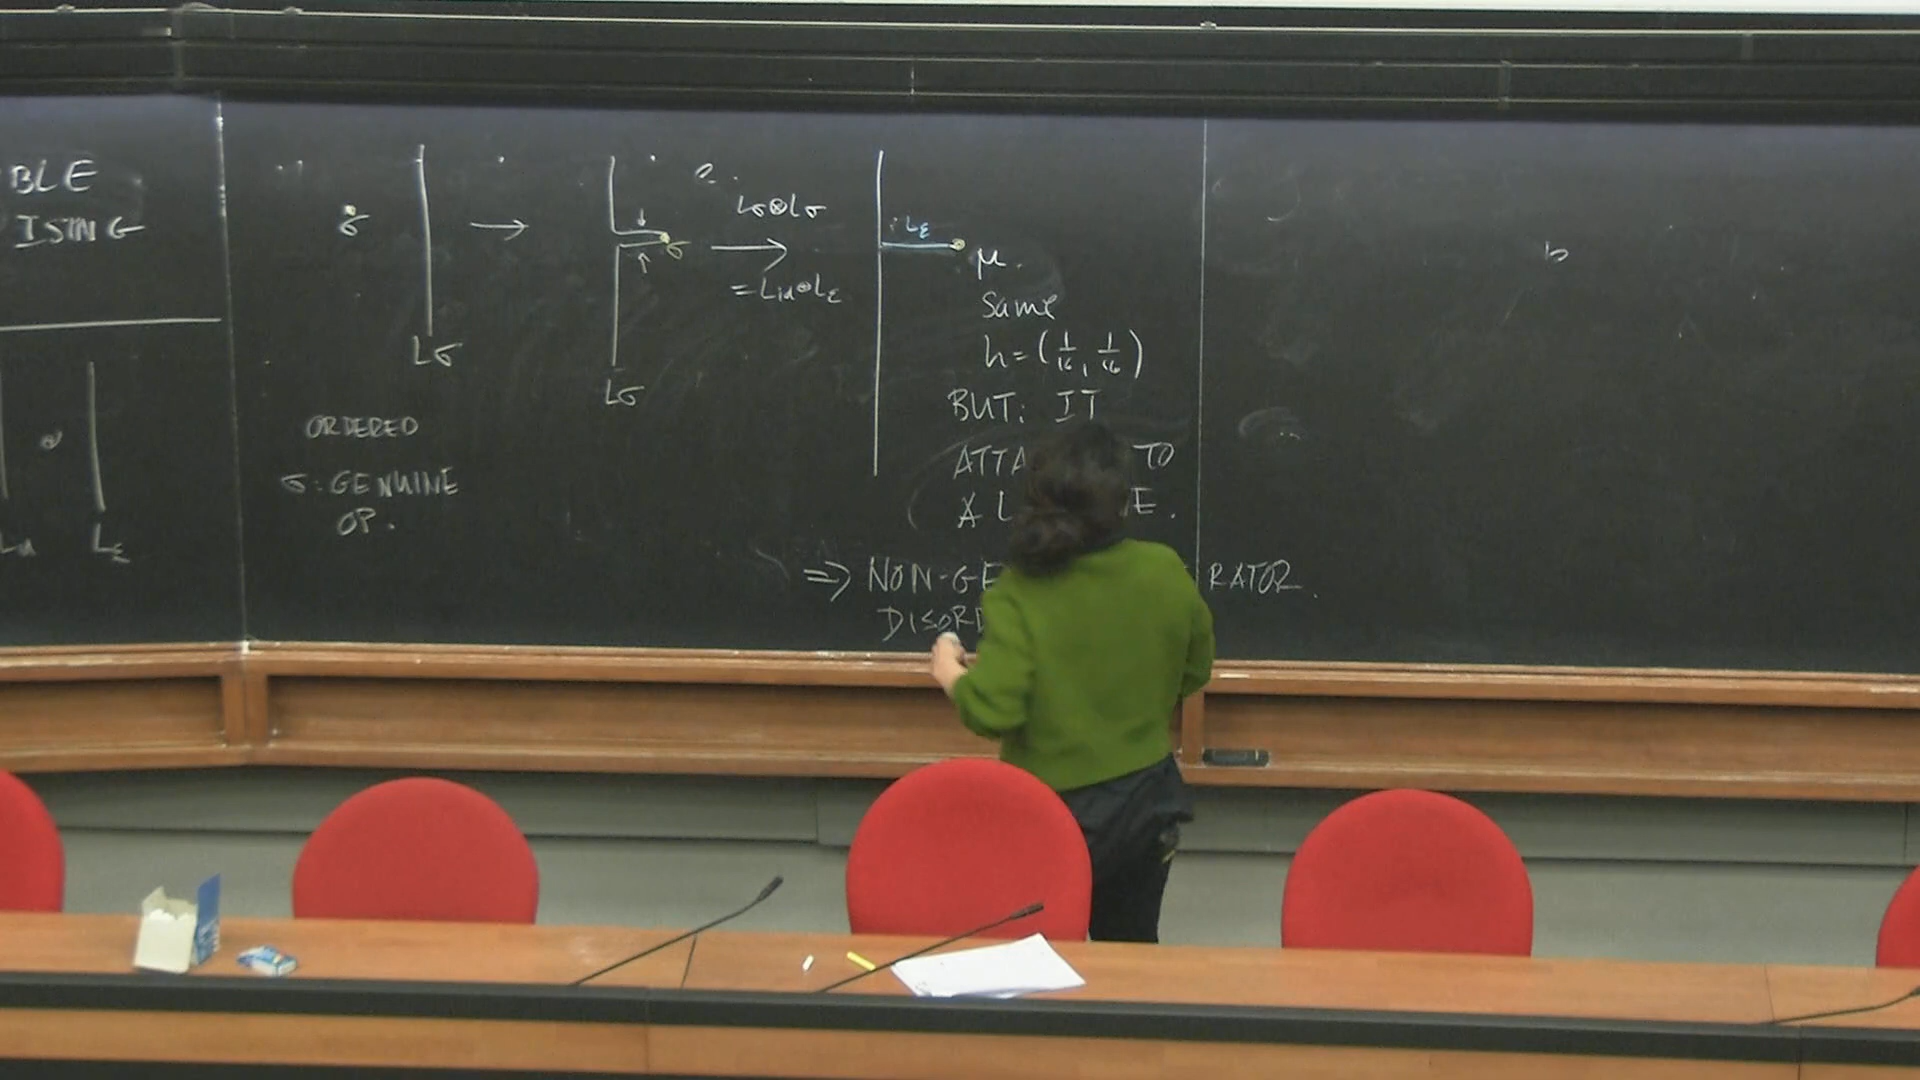 BLE
ISING
Lε
σ
Lσ
→
σ
Lσ
Lσ⊗Lσ
→
= L1⊕Lε
Lε
μ.
Same
h=(1/16, 1/16)
BUT: IT
ATTA TO
A L E.
⇒ NON-GE RATOR.
DISORD
ORDERED
σ: GENUINE
OP.